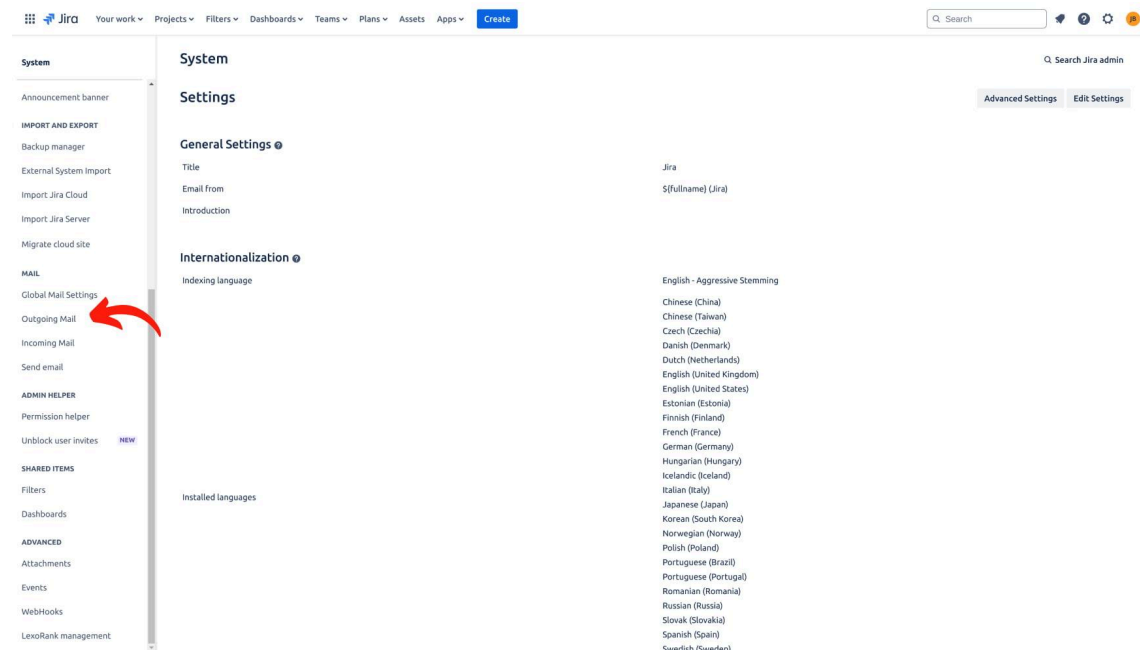 Jira
Your work
Projects
Filters
Dashboards
Teams
Plans
Assets
Apps
Create
Search
JB
System
Announcement banner
IMPORT AND EXPORT
Backup manager
External System Import
Import Jira Cloud
Import Jira Server
Migrate cloud site
MAIL
Global Mail Settings
Outgoing Mail
Incoming Mail
Send email
ADMIN HELPER
Permission helper
Unblock user invites NEW
SHARED ITEMS
Filters
Dashboards
ADVANCED
Attachments
Events
WebHooks
LexoRank management
System
Search Jira admin
Settings
Advanced Settings
Edit Settings
General Settings
Title Jira
Email from ${fullname} (Jira)
Introduction
Internationalization
Indexing language English - Aggressive Stemming
Installed languages
Chinese (China)
Chinese (Taiwan)
Czech (Czechia)
Danish (Denmark)
Dutch (Netherlands)
English (United Kingdom)
English (United States)
Estonian (Estonia)
Finnish (Finland)
French (France)
German (Germany)
Hungarian (Hungary)
Icelandic (Iceland)
Italian (Italy)
Japanese (Japan)
Korean (South Korea)
Norwegian (Norway)
Polish (Poland)
Portuguese (Brazil)
Portuguese (Portugal)
Romanian (Romania)
Russian (Russia)
Slovak (Slovakia)
Spanish (Spain)
Swedish (Sweden)